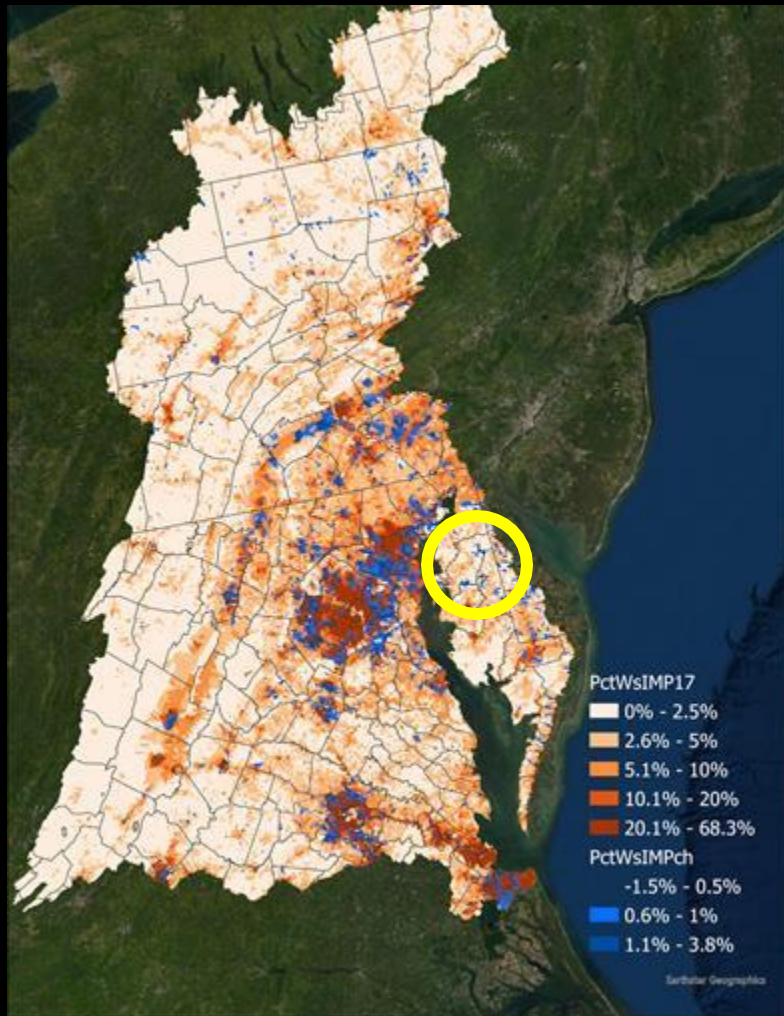 PctWsIMP17
0% - 2.5%
2.6% - 5%
5.1% - 10%
10.1% - 20%
20.1% - 68.3%
PctWsIMPch
-1.5% - 0.5%
0.6% - 1%
1.1% - 3.8%
Earthstar Geographics